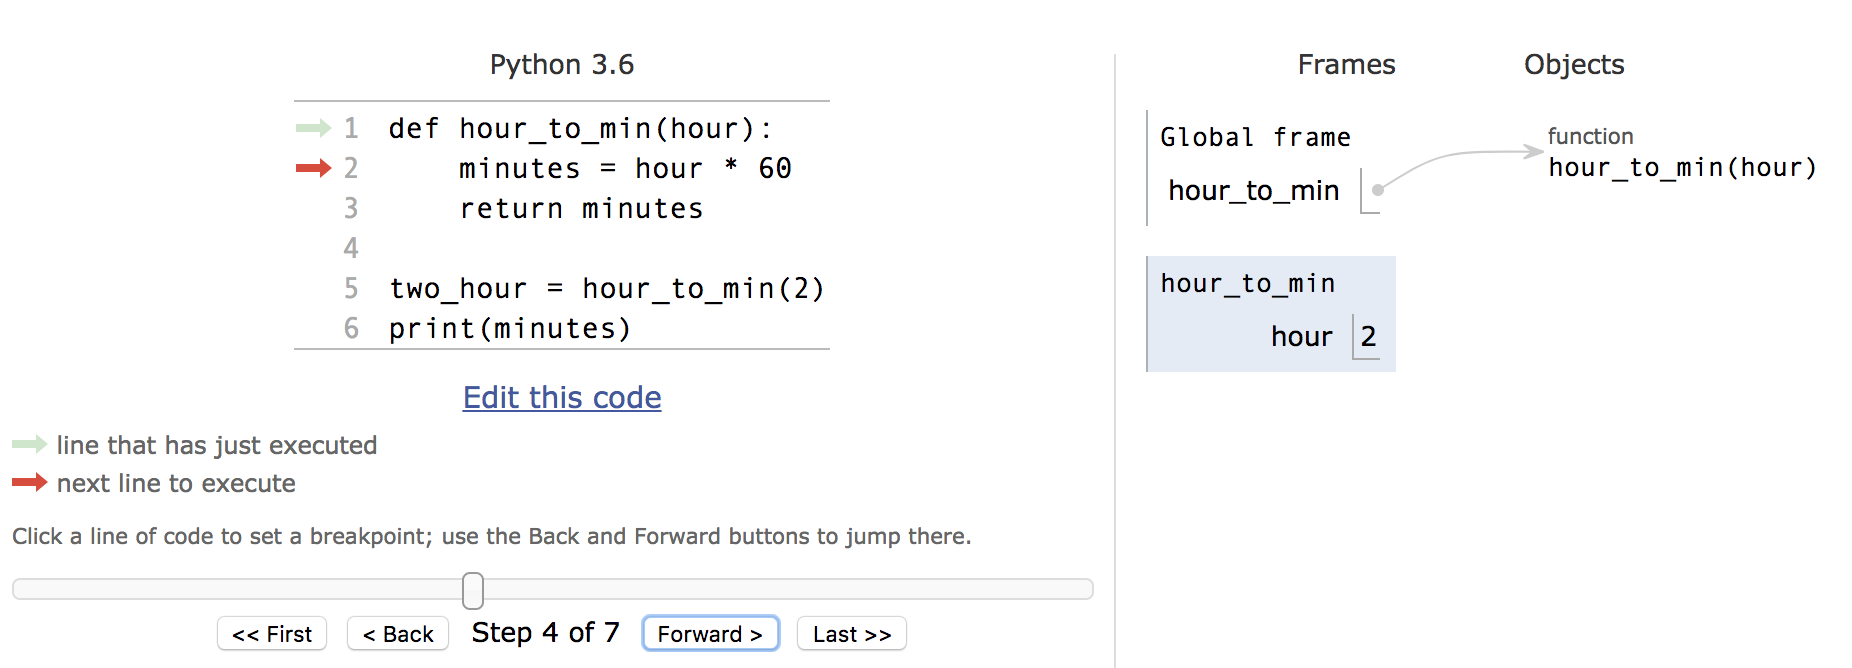 Python 3.6
1 def hour_to_min(hour):
2     minutes = hour * 60
3     return minutes
4
5 two_hour = hour_to_min(2)
6 print(minutes)
Edit this code
line that has just executed
next line to execute
Click a line of code to set a breakpoint; use the Back and Forward buttons to jump there.
<< First < Back Step 4 of 7 Forward > Last >>
Frames Objects
Global frame
hour_to_min
function
hour_to_min(hour)
hour_to_min
hour 2